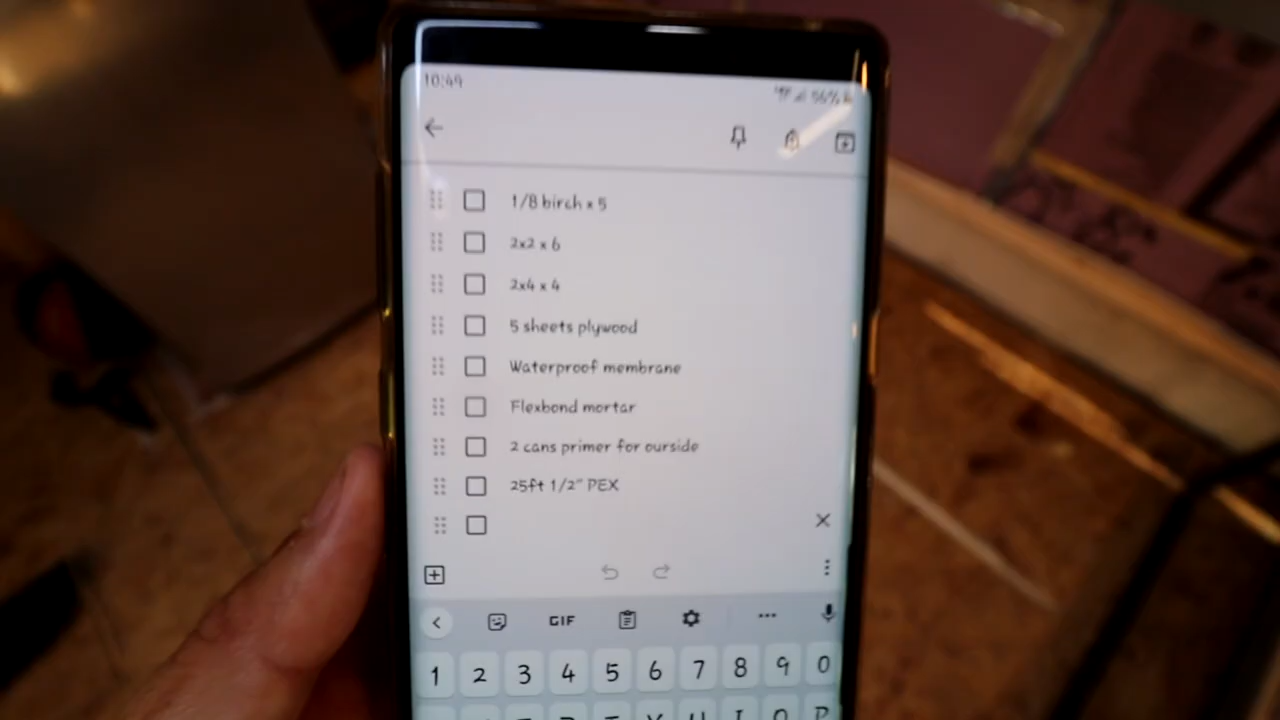 10:49
56%
1/8 birch x 5
2x2 x 6
2x4 x 4
5 sheets plywood
Waterproof membrane
Flexbond mortar
2 cans primer for ourside
25ft 1/2" PEX
GIF
1 2 3 4 5 6 7 8 9 0